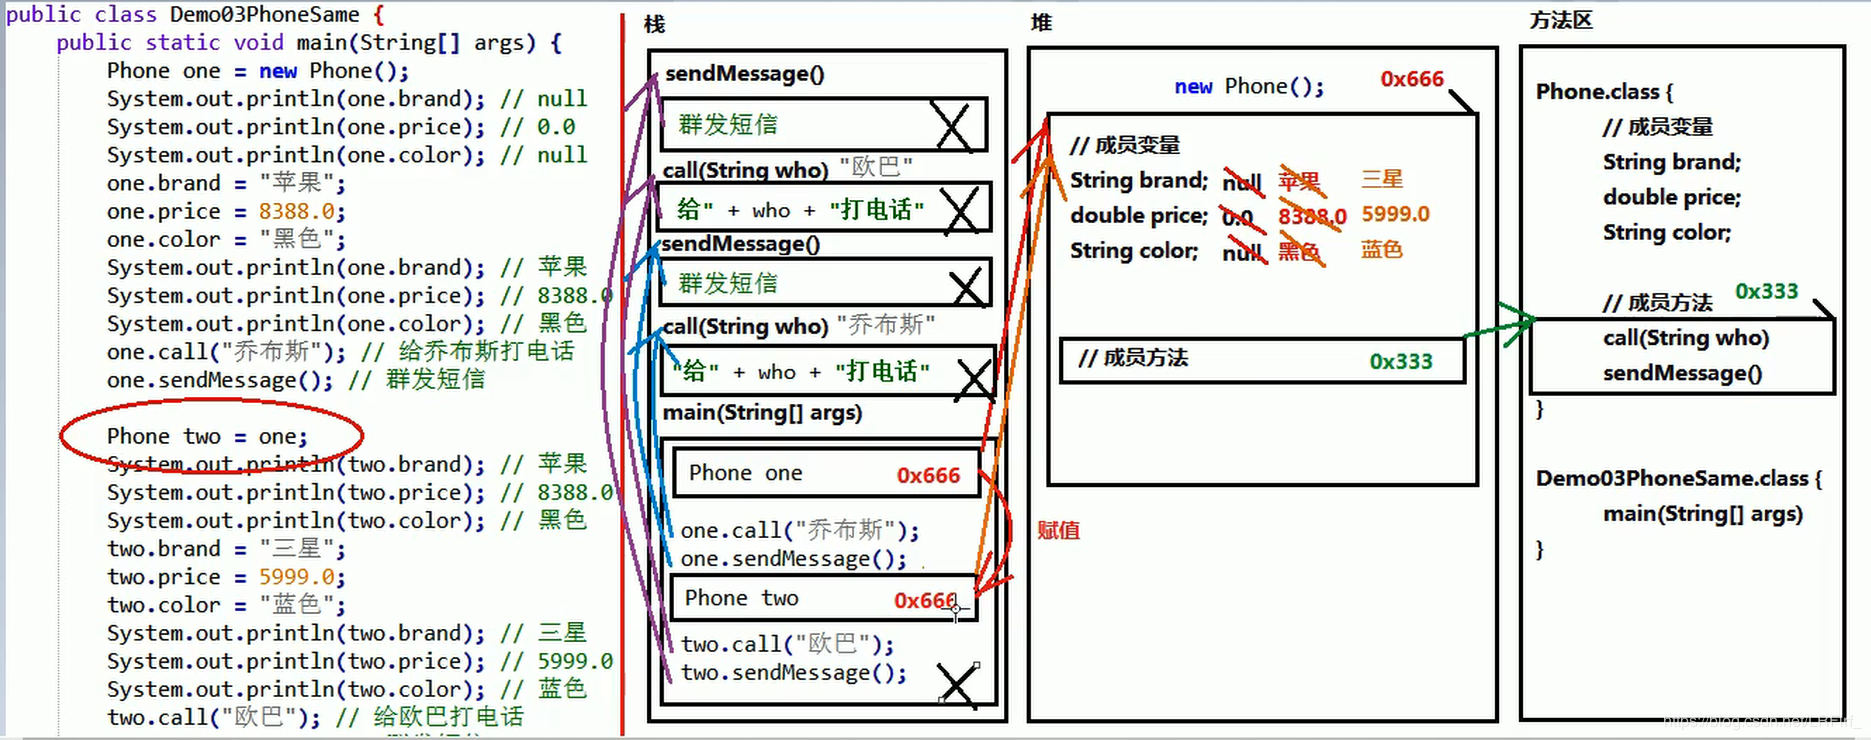 public class Demo03PhoneSame {
public static void main(String[] args) {
Phone one = new Phone();
System.out.println(one.brand); // null
System.out.println(one.price); // 0.0
System.out.println(one.color); // null
one.brand = "苹果";
one.price = 8388.0;
one.color = "黑色";
System.out.println(one.brand); // 苹果
System.out.println(one.price); // 8388.0
System.out.println(one.color); // 黑色
one.call("乔布斯"); // 给乔布斯打电话
one.sendMessage(); // 群发短信
Phone two = one;
System.out.println(two.brand); // 苹果
System.out.println(two.price); // 8388.0
System.out.println(two.color); // 黑色
two.brand = "三星";
two.price = 5999.0;
two.color = "蓝色";
System.out.println(two.brand); // 三星
System.out.println(two.price); // 5999.0
System.out.println(two.color); // 蓝色
two.call("欧巴"); // 给欧巴打电话
栈
sendMessage()
群发短信
call(String who) "欧巴"
给" + who + "打电话"
sendMessage()
群发短信
call(String who) "乔布斯"
"给" + who + "打电话"
main(String[] args)
Phone one 0x666
one.call("乔布斯");
one.sendMessage();
Phone two 0x666
two.call("欧巴");
two.sendMessage();
赋值
堆
new Phone(); 0x666
// 成员变量
String brand; null 苹果 三星
double price; 0.0 8388.0 5999.0
String color; null 黑色 蓝色
// 成员方法 0x333
方法区
Phone.class {
// 成员变量
String brand;
double price;
String color;
// 成员方法 0x333
call(String who)
sendMessage()
}
Demo03PhoneSame.class {
main(String[] args)
}